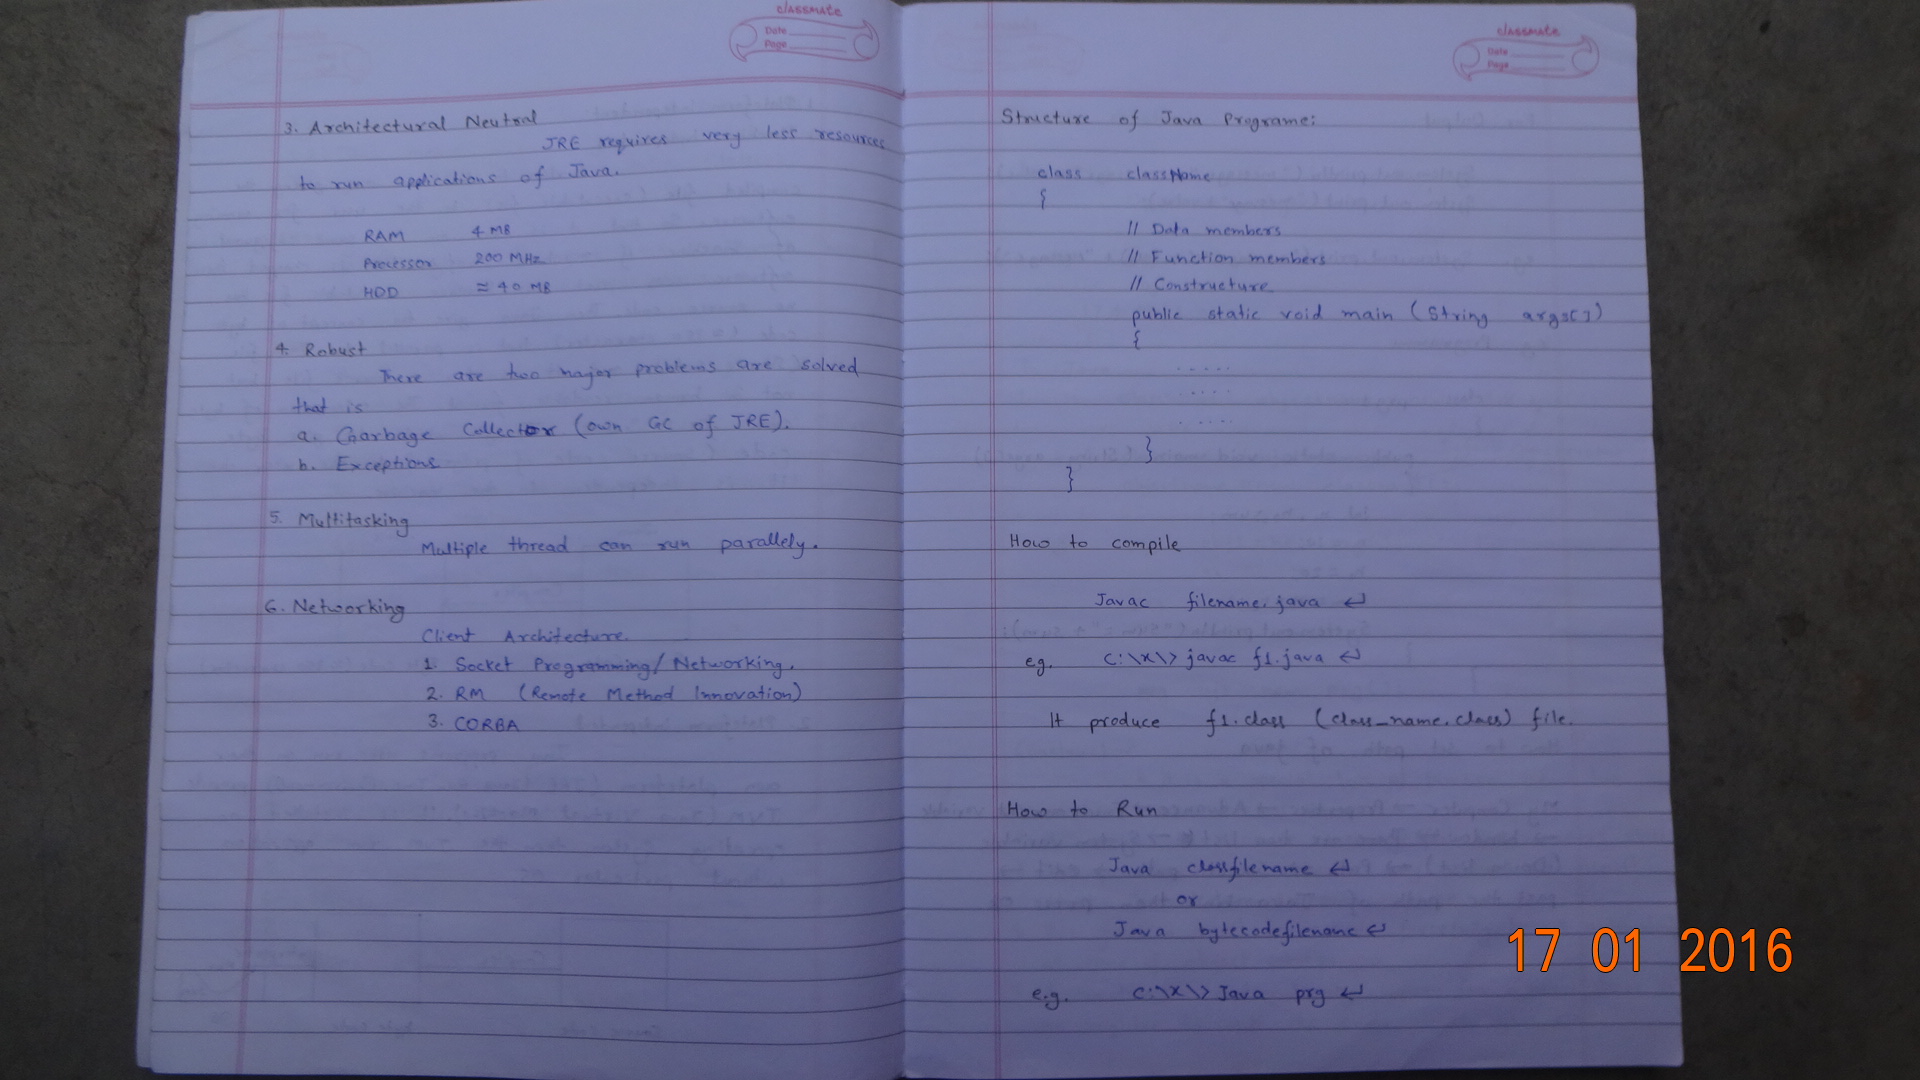 classmate
Date
Page
3. Architectural Neutral
JRE requires very less resources
to run applications of Java.
RAM 4 MB
Processor 200 MHz
HDD ≈ 40 MB
4. Robust
There are two major problems are solved
that is
a. Garbage Collector (own GC of JRE).
b. Exceptions
5. Multitasking
Multiple thread can run parallely.
6. Networking
Client Architecture.
1. Socket Programming/Networking.
2. RM (Remote Method Innovation)
3. CORBA
classmate
Date
Page
Structure of Java Programe:
class className
{
// Data members
// Function members
// Constructure
public static void main (String args[])
{
.....
....
.....
}
}
How to compile
Javac filename.java ↵
eg. C:\x\> javac f1.java ↵
It produce f1.class (class_name.class) file.
How to Run
Java classfilename ↵
or
Java bytecodefilename ↵
e.g. C:\x\> Java prg ↵
17 01 2016